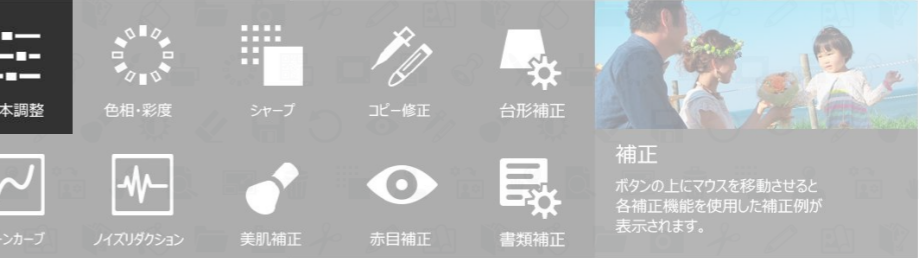 本調整
色相・彩度
シャープ
コピー修正
台形補正
ンカーブ
ノイズリダクション
美肌補正
赤目補正
書類補正
補正
ボタンの上にマウスを移動させると
各補正機能を使用した補正例が
表示されます。